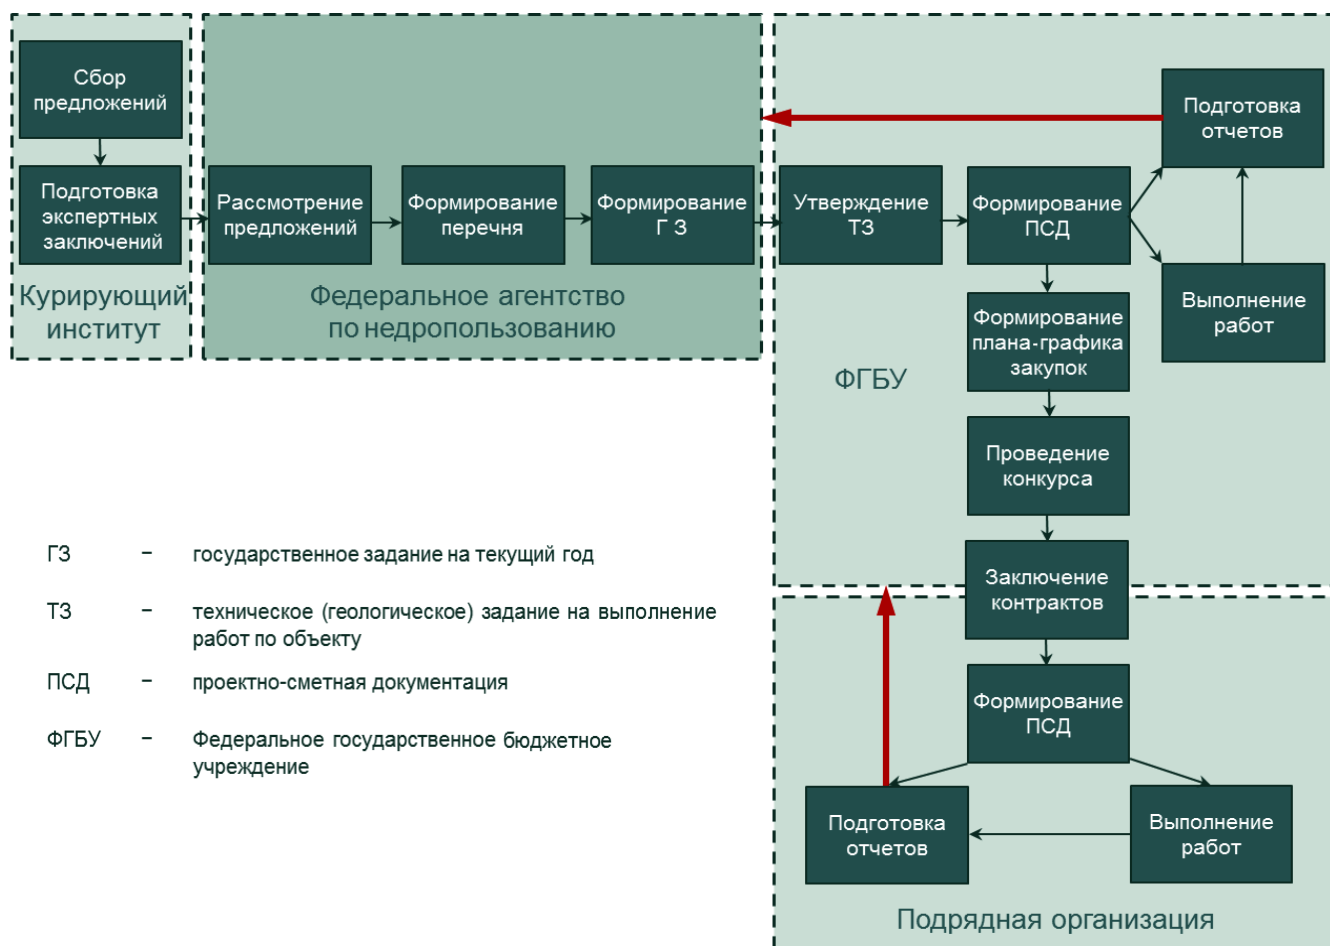 Сбор
предложений
Подготовка
экспертных
заключений
Курирующий
институт
Рассмотрение
предложений
Формирование
перечня
Формирование
Г З
Федеральное агентство
по недропользованию
Утверждение
ТЗ
Формирование
ПСД
Подготовка
отчетов
Выполнение
работ
Формирование
плана-графика
закупок
ФГБУ
Проведение
конкурса
Заключение
контрактов
Формирование
ПСД
Подготовка
отчетов
Выполнение
работ
Подрядная организация
ГЗ – государственное задание на текущий год
ТЗ – техническое (геологическое) задание на выполнение
работ по объекту
ПСД – проектно-сметная документация
ФГБУ – Федеральное государственное бюджетное
учреждение